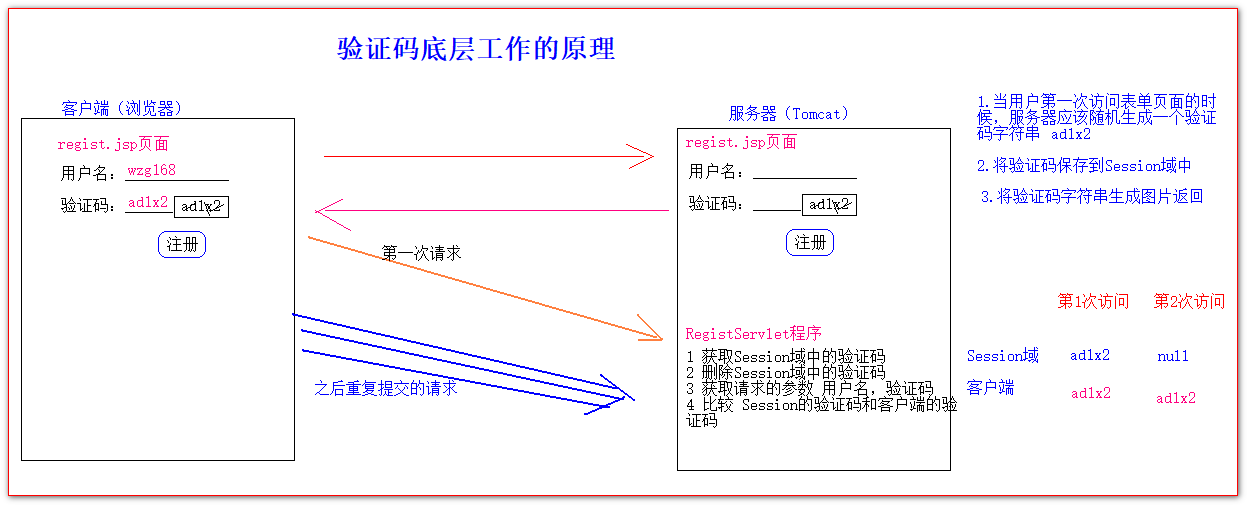 验证码底层工作的原理
客户端（浏览器）
regist.jsp页面
用户名：wzg168
验证码：ad1x2 ad1x2
注册
第一次请求
之后重复提交的请求
服务器（Tomcat）
regist.jsp页面
用户名：
验证码： ad1x2
注册
RegistServlet程序
1 获取Session域中的验证码
2 删除Session域中的验证码
3 获取请求的参数 用户名，验证码
4 比较 Session的验证码和客户端的验
证码
1.当用户第一次访问表单页面的时
候，服务器应该随机生成一个验证
码字符串 ad1x2
2.将验证码保存到Session域中
3.将验证码字符串生成图片返回
第1次访问 第2次访问
Session域 ad1x2 null
客户端 ad1x2 ad1x2